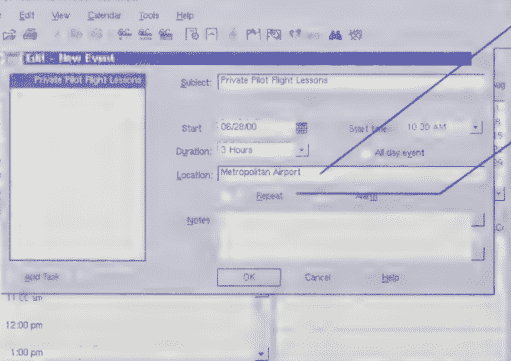 Edit View Calendar Tools Help
Edit - New Event
Private Pilot Flight Lessons
Subject: Private Pilot Flight Lessons
Start 06/28/00 Start time 10:30 AM
Duration: 3 Hours All day event
Location: Metropolitan Airport
Repeat Alarm
Notes
Add Task OK Cancel Help
11:00 am
12:00 pm
1:00 pm